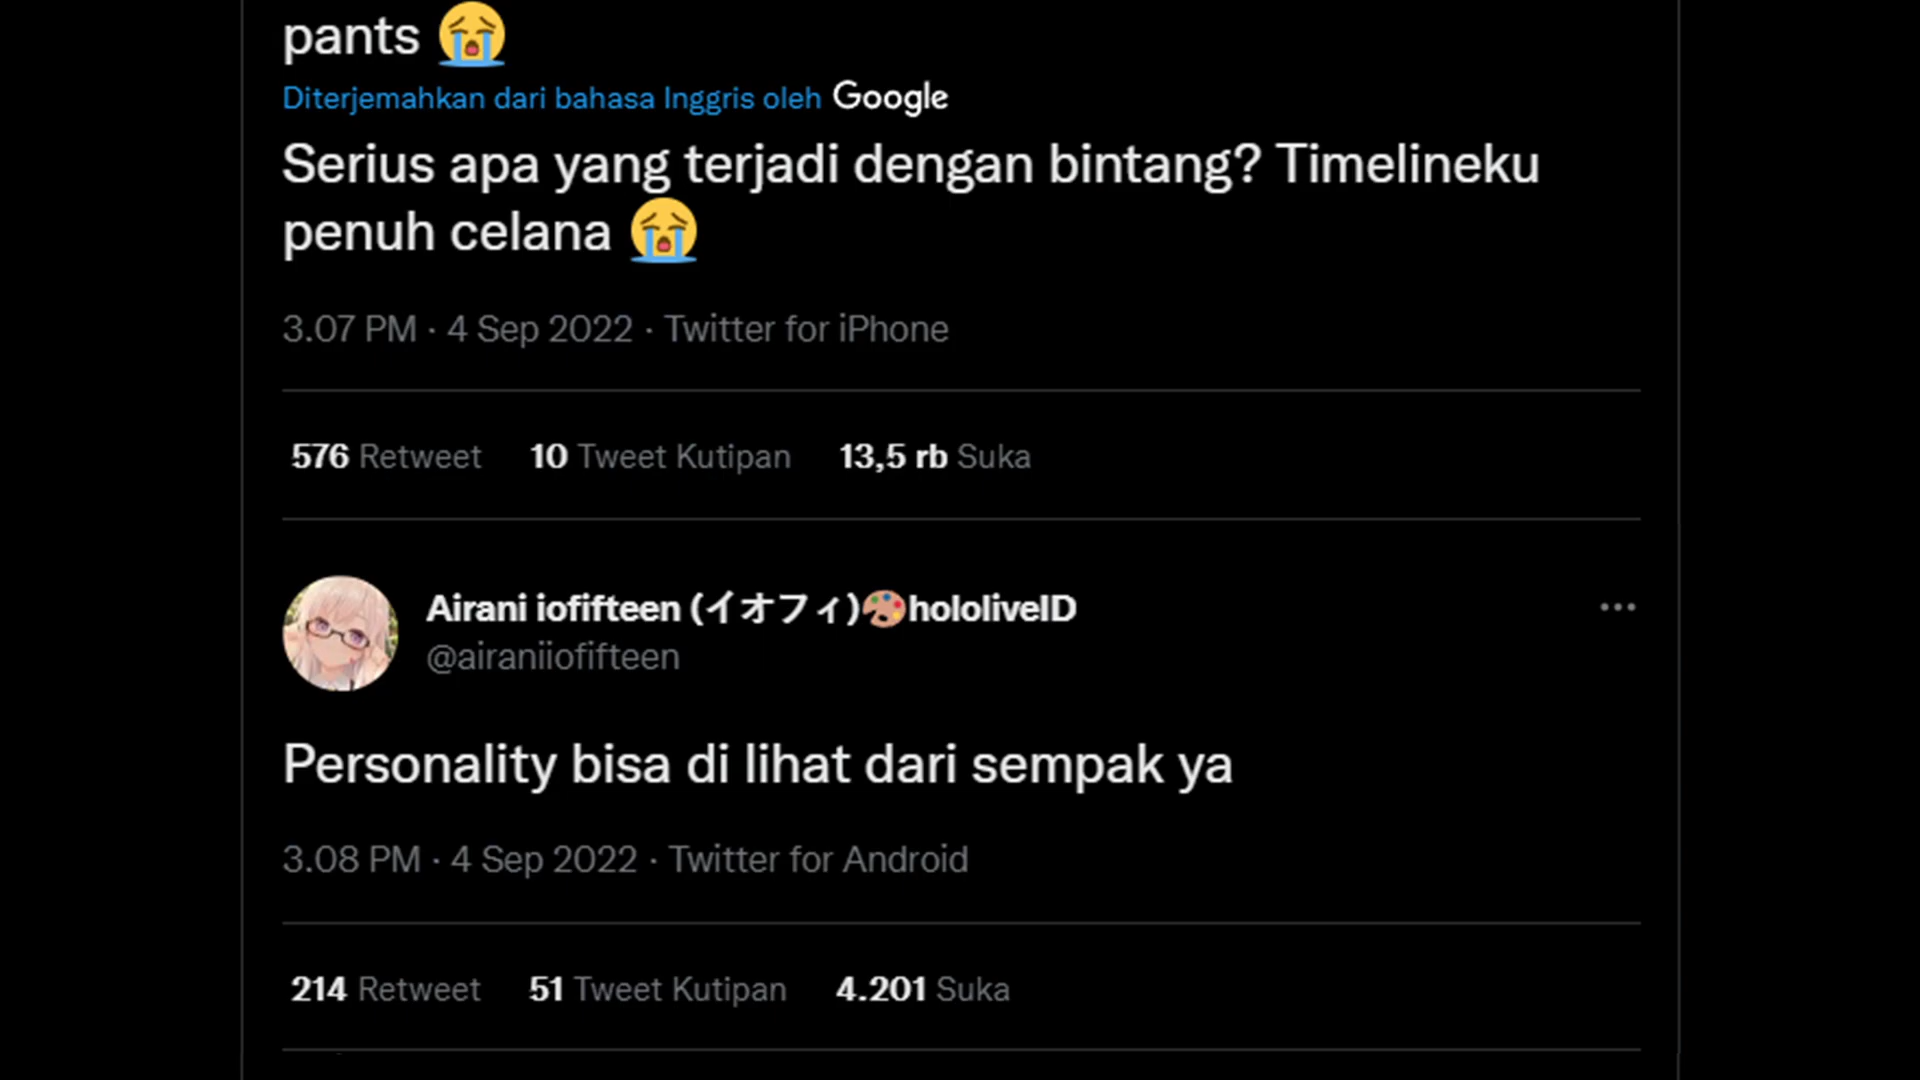 pants 😭
Diterjemahkan dari bahasa Inggris oleh Google
Serius apa yang terjadi dengan bintang? Timelineku
penuh celana 😭
3.07 PM · 4 Sep 2022 · Twitter for iPhone
576 Retweet 10 Tweet Kutipan 13,5 rb Suka
Airani iofifteen (イオフィ)🎨hololiveID
@airaniiofifteen
Personality bisa di lihat dari sempak ya
3.08 PM · 4 Sep 2022 · Twitter for Android
214 Retweet 51 Tweet Kutipan 4.201 Suka